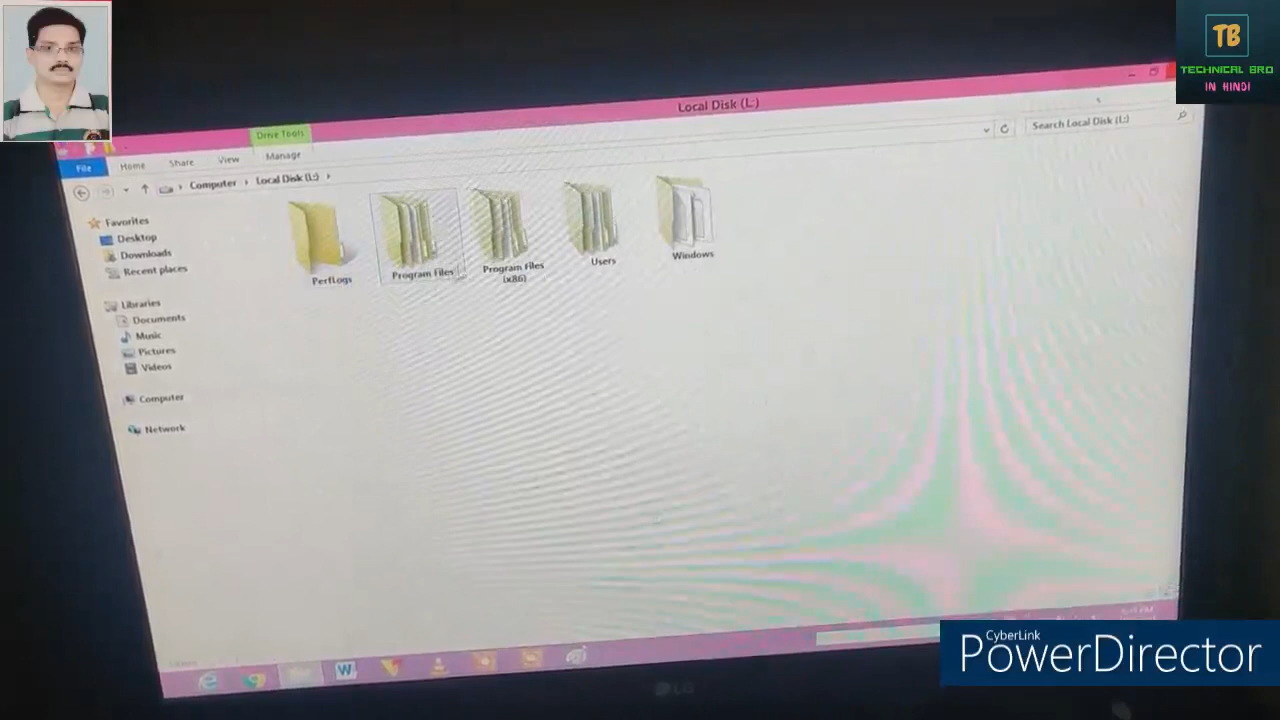 TB
TECHNICAL BRO
IN HINDI
Local Disk (L:)
Drive Tools
File
Home
Share
View
Manage
Computer
Local Disk (L:)
Search Local Disk (L:)
Favorites
Desktop
Downloads
Recent places
Libraries
Documents
Music
Pictures
Videos
Computer
Network
PerfLogs
Program Files
Program Files
(x86)
Users
Windows
W
LG
CyberLink
PowerDirector